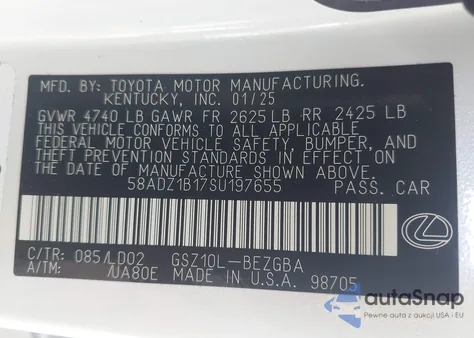 MFD. BY: TOYOTA MOTOR MANUFACTURING.
KENTUCKY, INC. 01/25
GVWR 4740 LB GAWR FR 2625 LB RR 2425 LB
THIS VEHICLE CONFORMS TO ALL APPLICABLE
FEDERAL MOTOR VEHICLE SAFETY, BUMPER, AND
THEFT PREVENTION STANDARDS IN EFFECT ON THE
DATE OF MANUFACTURE SHOWN ABOVE.
58ADZ1B17SU197655 PASS. CAR
C/TR: 085/LD02 GSZ10L-BEZGBA
A/TM: /UA80E MADE IN U.S.A. 98705
autoSnap
Pewne auta z USA i EU